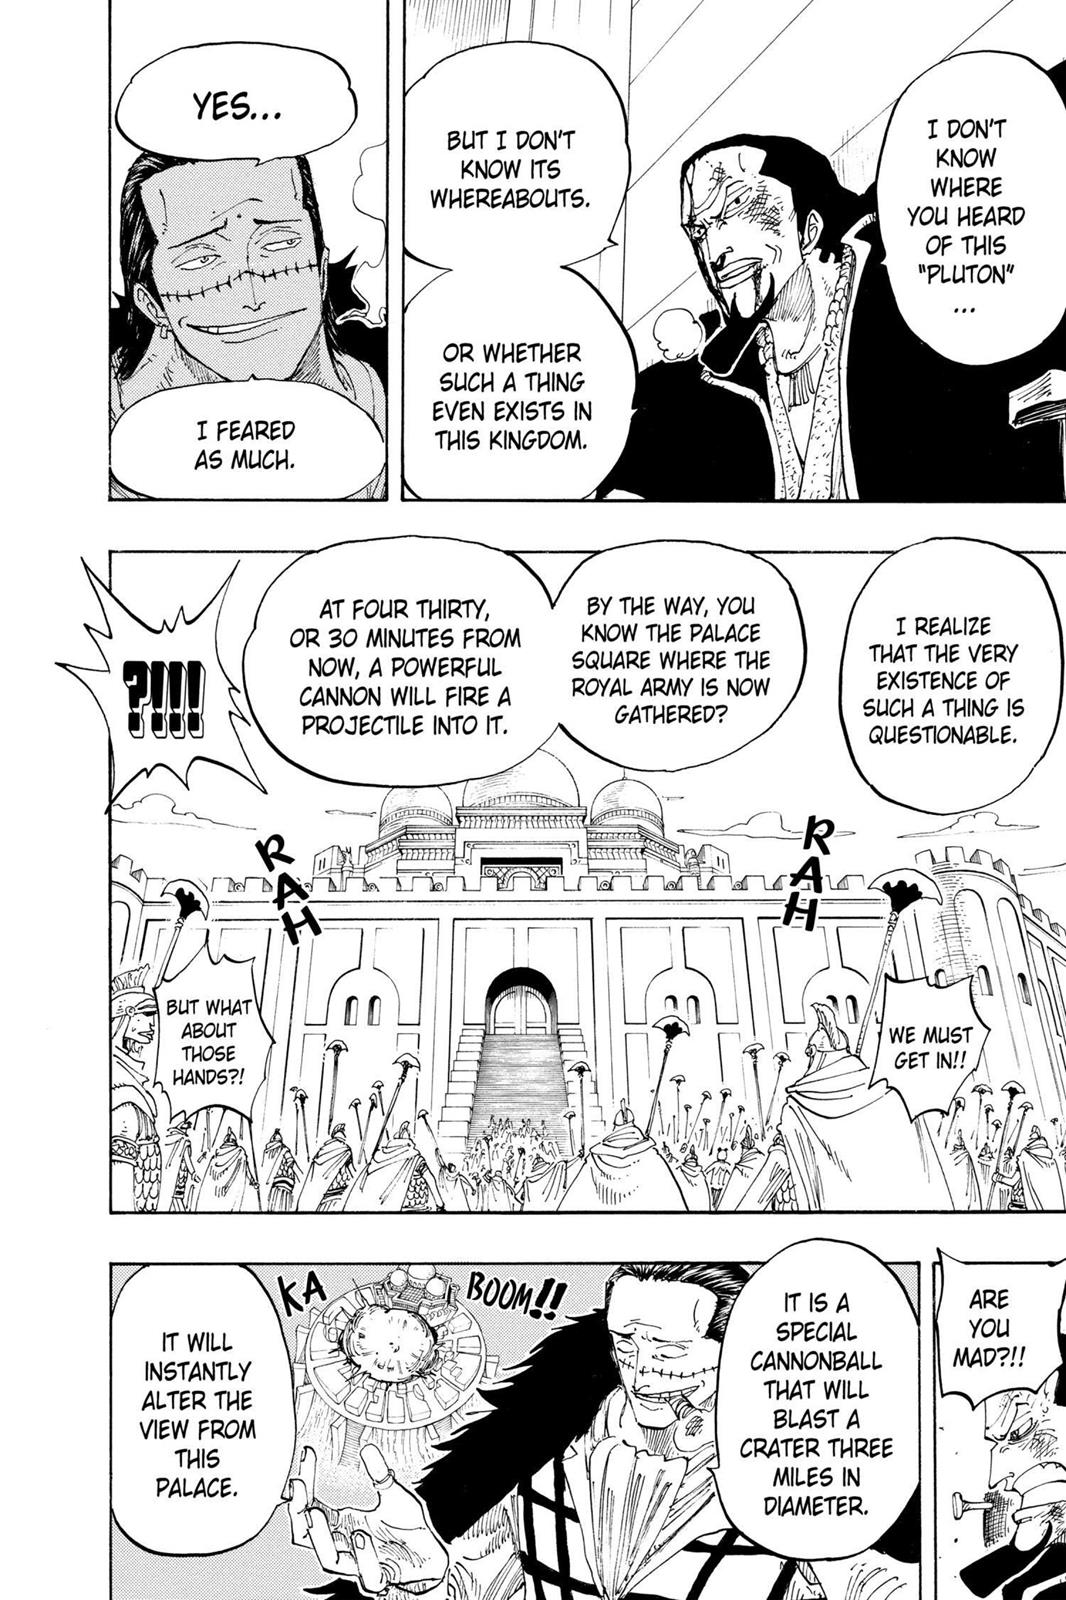 I DON'T
KNOW
WHERE
YOU HEARD
OF THIS
"PLUTON"
...
BUT I DON'T
KNOW ITS
WHEREABOUTS.
OR WHETHER
SUCH A THING
EVEN EXISTS IN
THIS KINGDOM.
YES...
I FEARED
AS MUCH.
I REALIZE
THAT THE VERY
EXISTENCE OF
SUCH A THING IS
QUESTIONABLE.
BY THE WAY, YOU
KNOW THE PALACE
SQUARE WHERE THE
ROYAL ARMY IS NOW
GATHERED?
AT FOUR THIRTY,
OR 30 MINUTES FROM
NOW, A POWERFUL
CANNON WILL FIRE A
PROJECTILE INTO IT.
?!!!!
RAH
RAH
WE MUST
GET IN!!
BUT WHAT
ABOUT
THOSE
HANDS?!
ARE
YOU
MAD?!!
IT IS A
SPECIAL
CANNONBALL
THAT WILL
BLAST A
CRATER THREE
MILES IN
DIAMETER.
KA
BOOM!!
IT WILL
INSTANTLY
ALTER THE
VIEW FROM
THIS
PALACE.